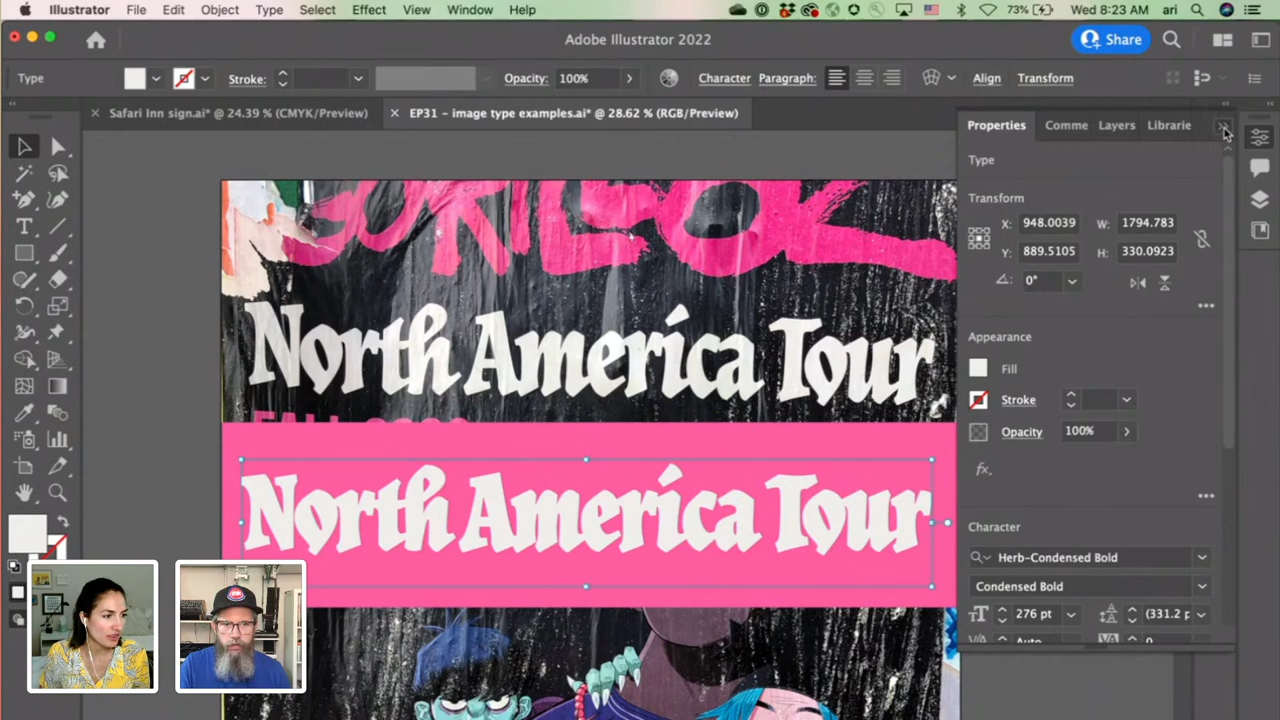 Illustrator File Edit Object Type Select Effect View Window Help 73% Wed 8:23 AM ari
Adobe Illustrator 2022
Share
Type Stroke: Opacity: 100% Character Paragraph: Align Transform
Safari Inn sign.ai* @ 24.39 % (CMYK/Preview) EP31 - image type examples.ai* @ 28.62 % (RGB/Preview)
Properties Comme Layers Librarie
Type
Transform
X: 948.0039 W: 1794.783
Y: 889.5105 H: 330.0923
0°
Appearance
Fill
Stroke
Opacity 100%
fx.
Character
Herb-Condensed Bold
Condensed Bold
276 pt (331.2 p
Auto 0
North America Tour
North America Tour